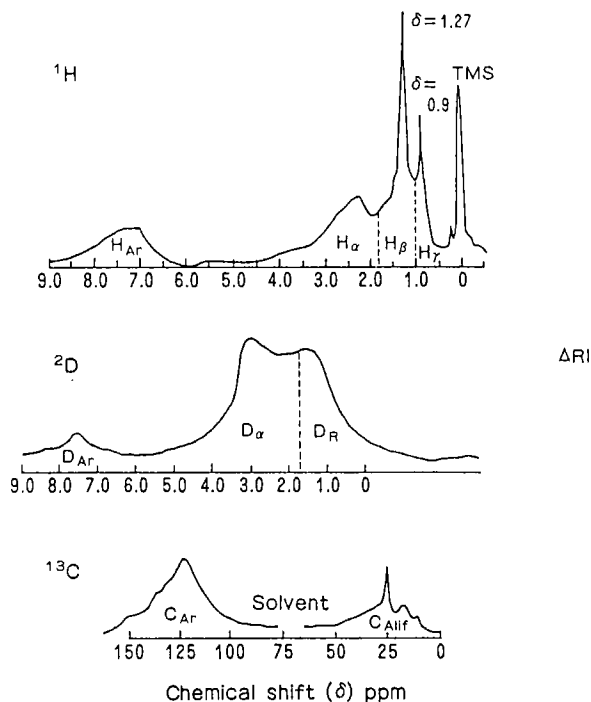 δ = 1.27
¹H
δ = 0.9
TMS
H_Ar
H_α
H_β
H_γ
9.0 8.0 7.0 6.0 5.0 4.0 3.0 2.0 1.0 0
²D
ΔRI
D_Ar
D_α
D_R
9.0 8.0 7.0 6.0 5.0 4.0 3.0 2.0 1.0 0
¹³C
C_Ar
Solvent
C_Alif
150 125 100 75 50 25 0
Chemical shift (δ) ppm